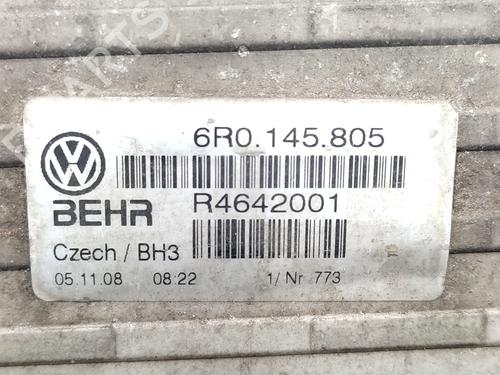 6R0.145.805
BEHR R4642001
Czech / BH3
05.11.08 08:22 1/ Nr 773